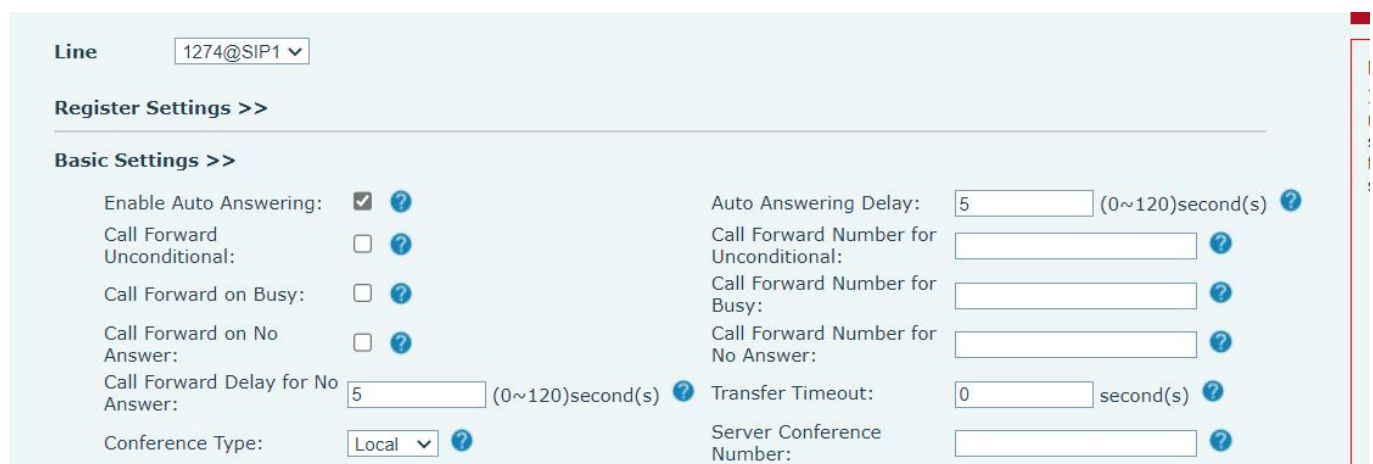 Line 1274@SIP1
Register Settings >>
Basic Settings >>
Enable Auto Answering: Auto Answering Delay: 5 (0~120)second(s)
Call Forward Unconditional: Call Forward Number for Unconditional:
Call Forward on Busy: Call Forward Number for Busy:
Call Forward on No Answer: Call Forward Number for No Answer:
Call Forward Delay for No Answer: 5 (0~120)second(s) Transfer Timeout: 0 second(s)
Conference Type: Local Server Conference Number: